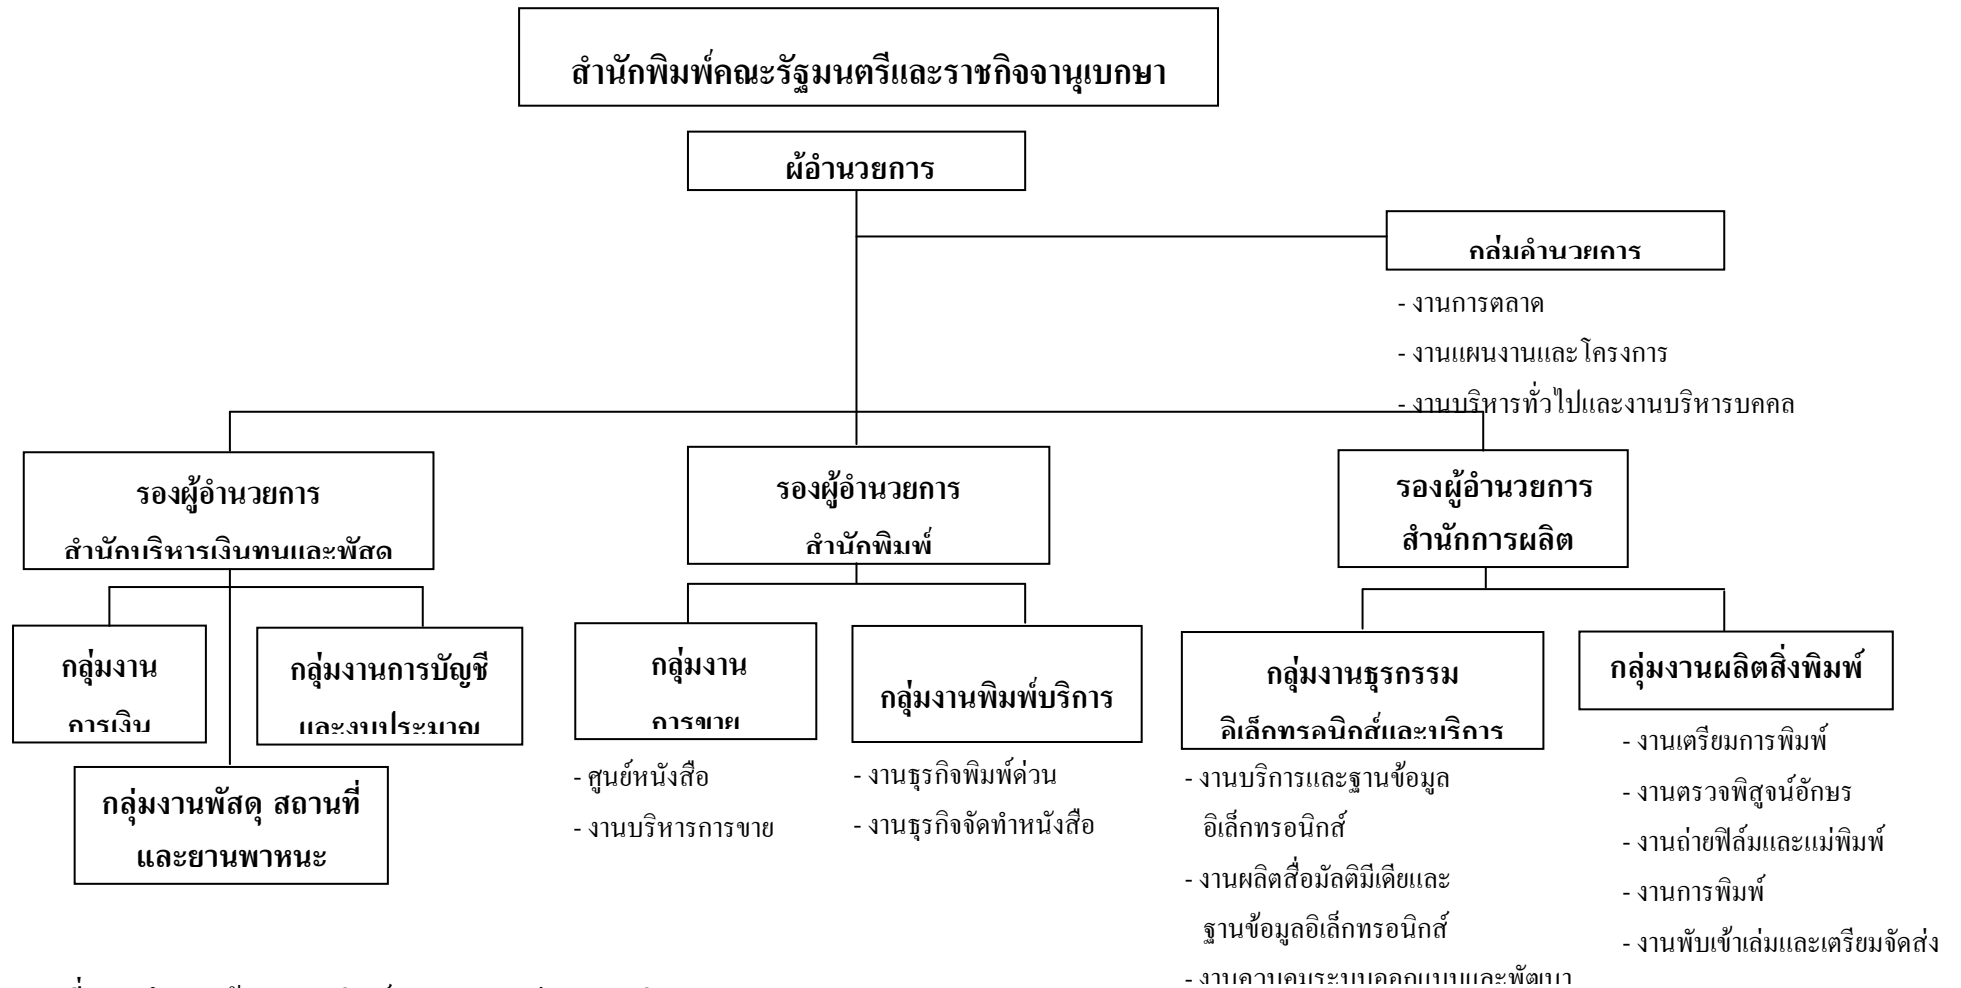 สำนักพิมพ์คณะรัฐมนตรีและราชกิจจานุเบกษา
ผ้อำนวยการ
กล่มอำนวยการ
- งานการตลาด
- งานแผนงานและโครงการ
- งานบริหารทั่วไปและงานบริหารบคคล
รองผู้อำนวยการ
สำนักบริหารเงินทุนและพัสดุ
รองผู้อำนวยการ
สำนักพิมพ์
รองผู้อำนวยการ
สำนักการผลิต
กลุ่มงาน
การเงิน
กลุ่มงานการบัญชี
และงบประมาณ
กลุ่มงานพัสดุ สถานที่
และยานพาหนะ
กลุ่มงาน
การขาย
- ศูนย์หนังสือ
- งานบริหารการขาย
กลุ่มงานพิมพ์บริการ
- งานธุรกิจพิมพ์ด่วน
- งานธุรกิจจัดทำหนังสือ
กลุ่มงานธุรกรรม
อิเล็กทรอนิกส์และบริการ
- งานบริการและฐานข้อมูล
อิเล็กทรอนิกส์
- งานผลิตสื่อมัลติมีเดียและ
ฐานข้อมูลอิเล็กทรอนิกส์
- งานควบคุมระบบออกแบบและพัฒนา
กลุ่มงานผลิตสิ่งพิมพ์
- งานเตรียมการพิมพ์
- งานตรวจพิสูจน์อักษร
- งานถ่ายฟิล์มและแม่พิมพ์
- งานการพิมพ์
- งานพับเข้าเล่มและเตรียมจัดส่ง